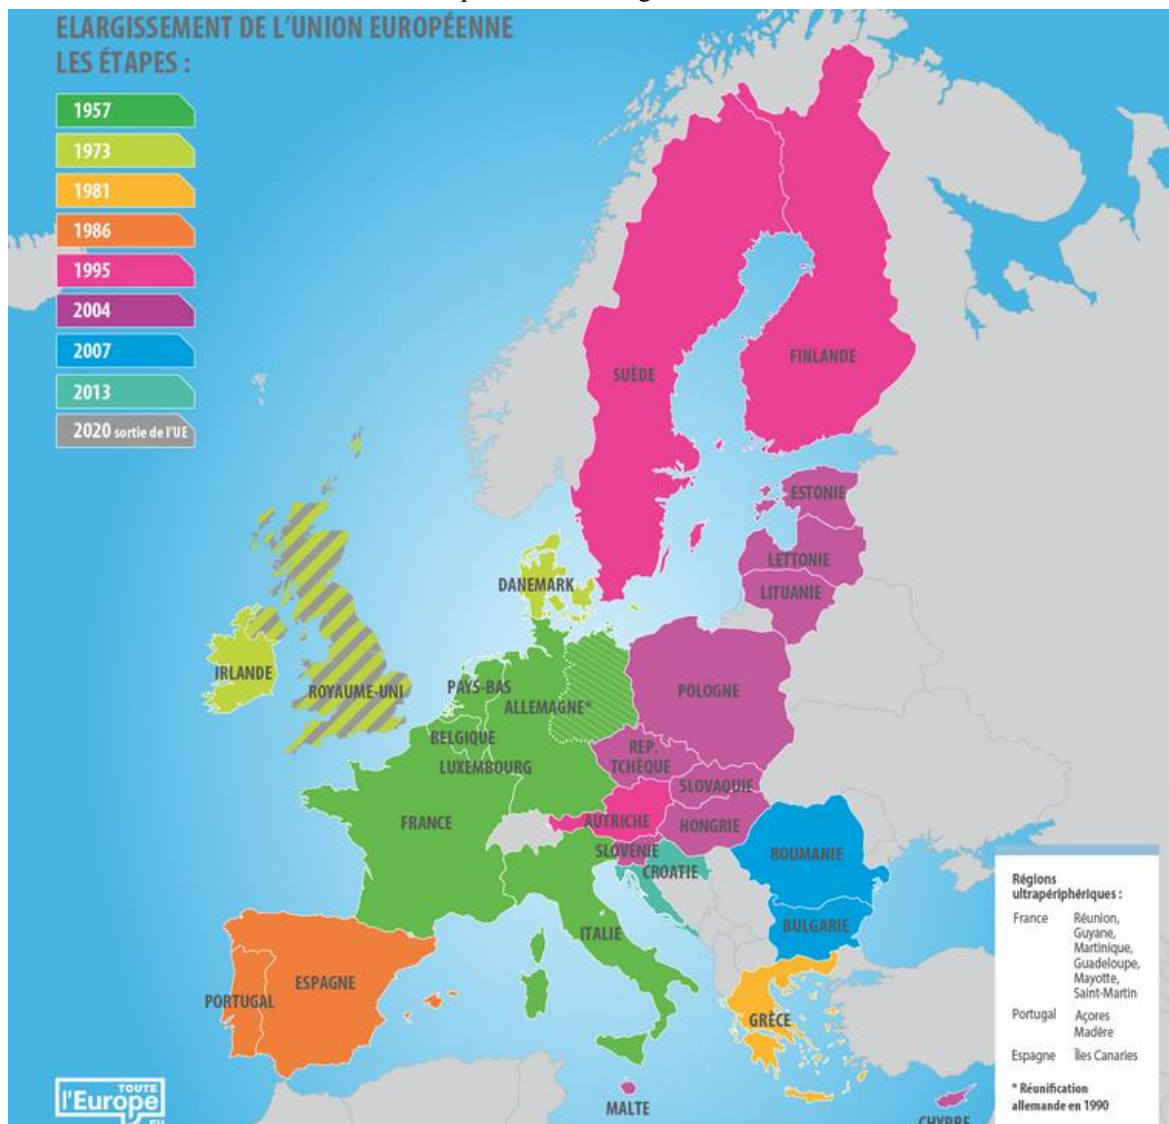 ELARGISSEMENT DE L'UNION EUROPÉENNE
LES ÉTAPES :
1957
1973
1981
1986
1995
2004
2007
2013
2020 sortie de l'UE
SUÈDE
FINLANDE
ESTONIE
LETTONIE
LITUANIE
DANEMARK
IRLANDE
ROYAUME-UNI
PAYS-BAS
ALLEMAGNE*
POLOGNE
BELGIQUE
LUXEMBOURG
REP.
TCHÈQUE
SLOVAQUIE
FRANCE
AUTRICHE
HONGRIE
SLOVÉNIE
CROATIE
ROUMANIE
BULGARIE
ITALIE
ESPAGNE
PORTUGAL
GRÈCE
MALTE
CHYPRE
Régions
ultrapériphériques :
France Réunion,
Guyane,
Martinique,
Guadeloupe,
Mayotte,
Saint-Martin
Portugal Açores
Madère
Espagne Îles Canaries
* Réunification
allemande en 1990
TOUTE
l'Europe
.EU